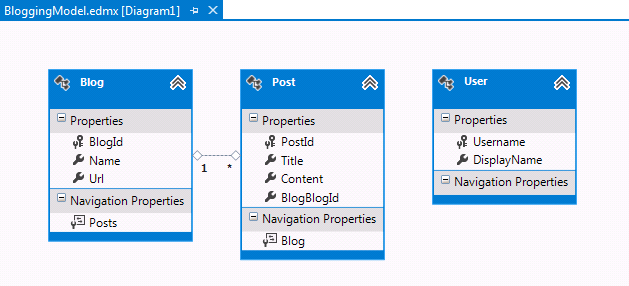 BloggingModel.edmx [Diagram1]
Blog
Properties
BlogId
Name
Url
Navigation Properties
Posts
1 *
Post
Properties
PostId
Title
Content
BlogBlogId
Navigation Properties
Blog
User
Properties
Username
DisplayName
Navigation Properties